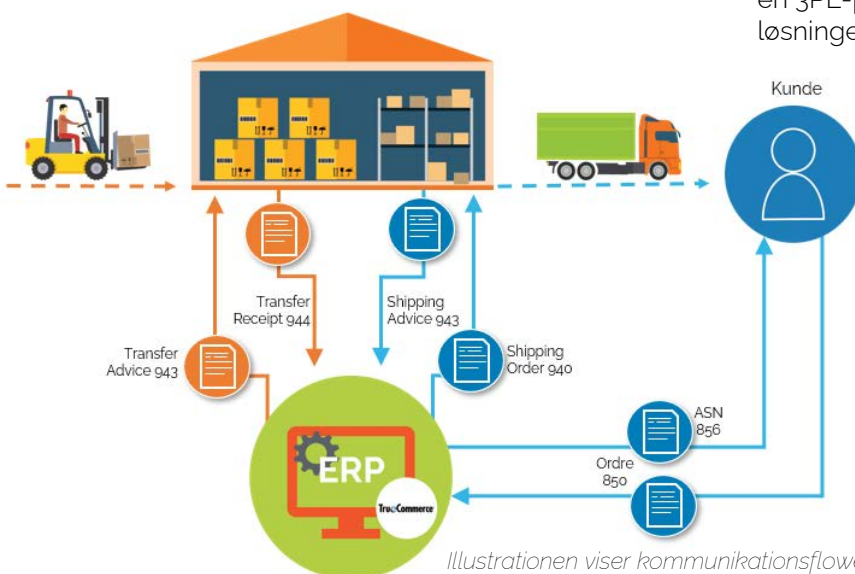 en 3PL-p
løsninge
Kunde
Transfer
Receipt 944
Shipping
Advice 943
Transfer
Advice 943
Shipping
Order 940
ASN
856
Ordre
850
ERP
TrueCommerce
Illustrationen viser kommunikationsflow